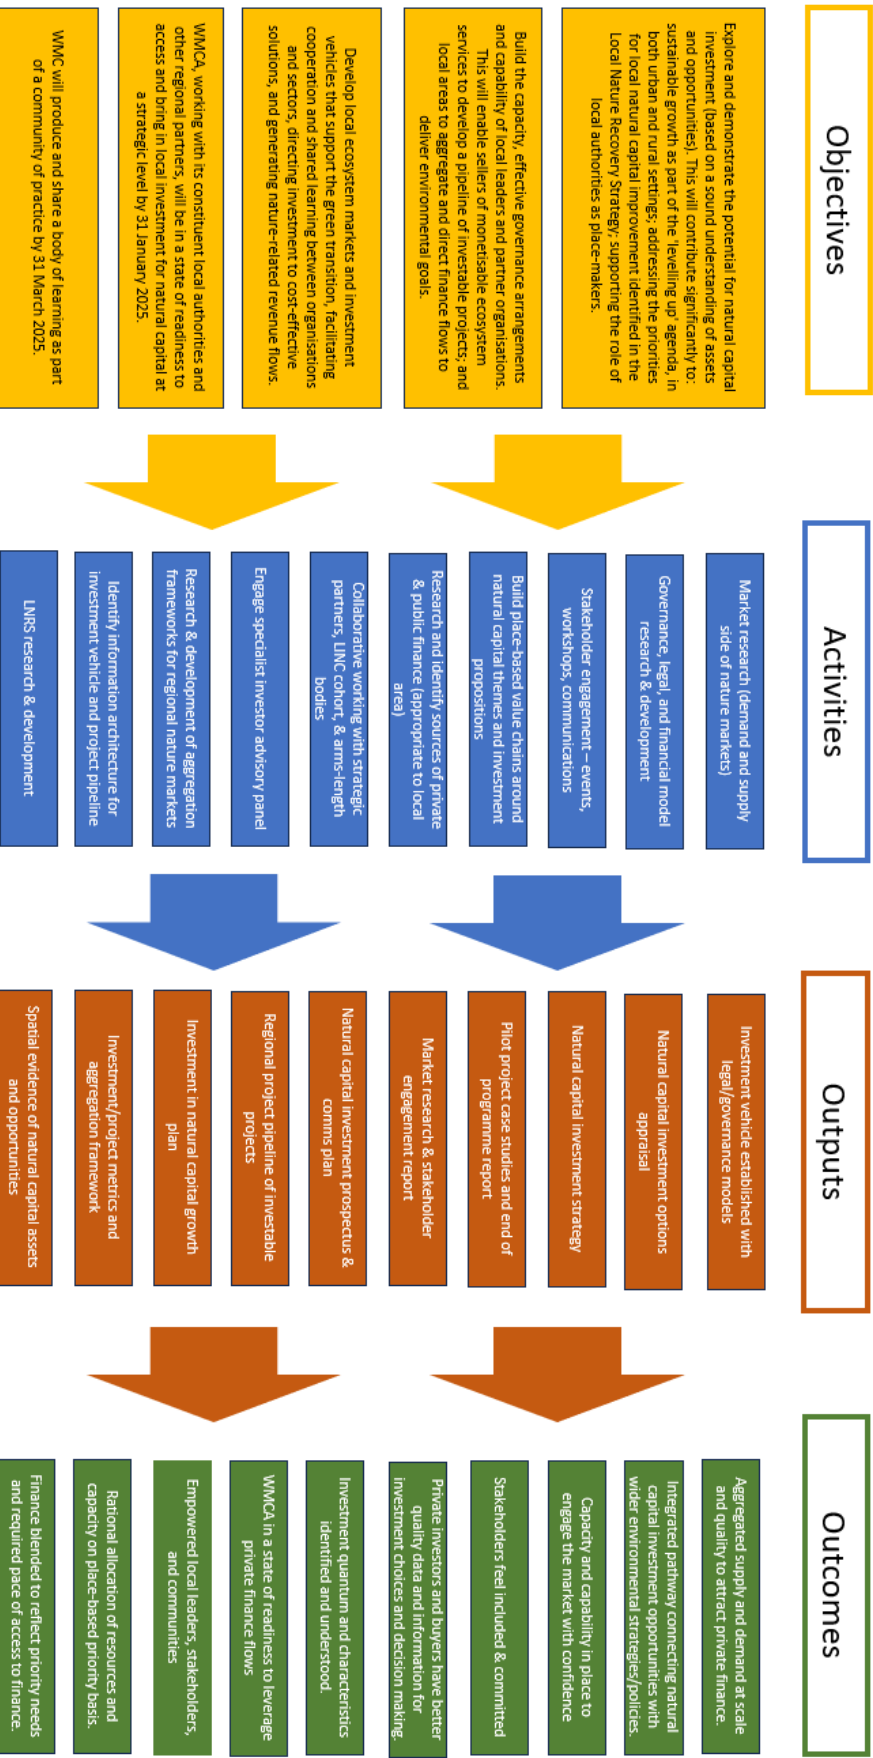 Objectives
Explore and demonstrate the potential for natural capital
investment (based on a sound understanding of assets
and opportunities). This will contribute significantly to:
sustainable growth as part of the 'levelling up' agenda, in
both urban and rural settings; addressing the priorities
for local natural capital improvement identified in the
Local Nature Recovery Strategy; supporting the role of
local authorities as place-makers.
Build the capacity, effective governance arrangements
and capability of local leaders and partner organisations.
This will enable sellers of monetisable ecosystem
services to develop a pipeline of investable projects; and
local areas to aggregate and direct finance flows to
deliver environmental goals.
Develop local ecosystem markets and investment
vehicles that support the green transition, facilitating
cooperation and shared learning between organisations
and sectors, directing investment to cost-effective
solutions, and generating nature-related revenue flows.
WMCA, working with its constituent local authorities and
other regional partners, will be in a state of readiness to
access and bring in local investment for natural capital at
a strategic level by 31 January 2025.
WMC will produce and share a body of learning as part
of a community of practice by 31 March 2025.
Activities
Market research (demand and supply
side of nature markets)
Governance, legal, and financial model
research & development
Stakeholder engagement – events,
workshops, communications
Build place-based value chains around
natural capital themes and investment
propositions
Research and identify sources of private
& public finance (appropriate to local
area)
Collaborative working with strategic
partners, LINC cohort, & arms-length
bodies
Engage specialist investor advisory panel
Research & development of aggregation
frameworks for regional nature markets
Identify information architecture for
investment vehicle and project pipeline
LNRS research & development
Outputs
Investment vehicle established with
legal/governance models
Natural capital investment options
appraisal
Natural capital investment strategy
Pilot project case studies and end of
programme report
Market research & stakeholder
engagement report
Natural capital investment prospectus &
comms plan
Regional project pipeline of investable
projects
Investment in natural capital growth
plan
Investment/project metrics and
aggregation framework
Spatial evidence of natural capital assets
and opportunities
Outcomes
Aggregated supply and demand at scale
and quality to attract private finance.
Integrated pathway connecting natural
capital investment opportunities with
wider environmental strategies/policies.
Capacity and capability in place to
engage the market with confidence
Stakeholders feel included & committed
Private investors and buyers have better
quality data and information for
investment choices and decision making.
Investment quantum and characteristics
identified and understood.
WMCA in a state of readiness to leverage
private finance flows
Empowered local leaders, stakeholders,
and communities
Rational allocation of resources and
capacity on place-based priority basis.
Finance blended to reflect priority needs
and required pace of access to finance.